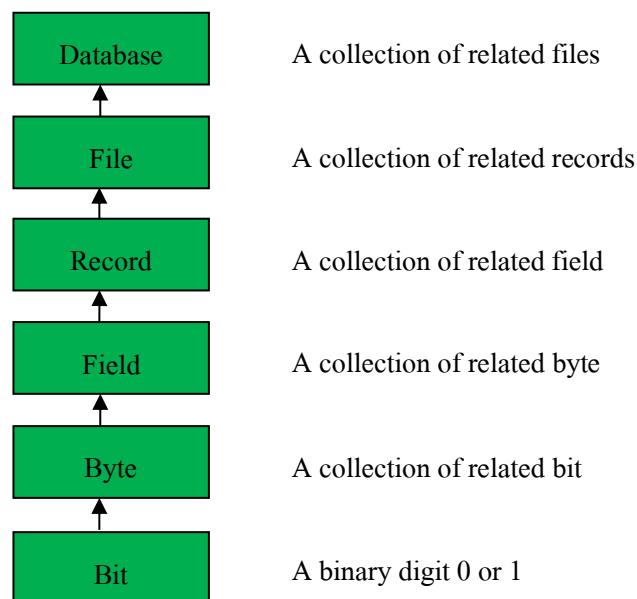 Database A collection of related files
File A collection of related records
Record A collection of related field
Field A collection of related byte
Byte A collection of related bit
Bit A binary digit 0 or 1